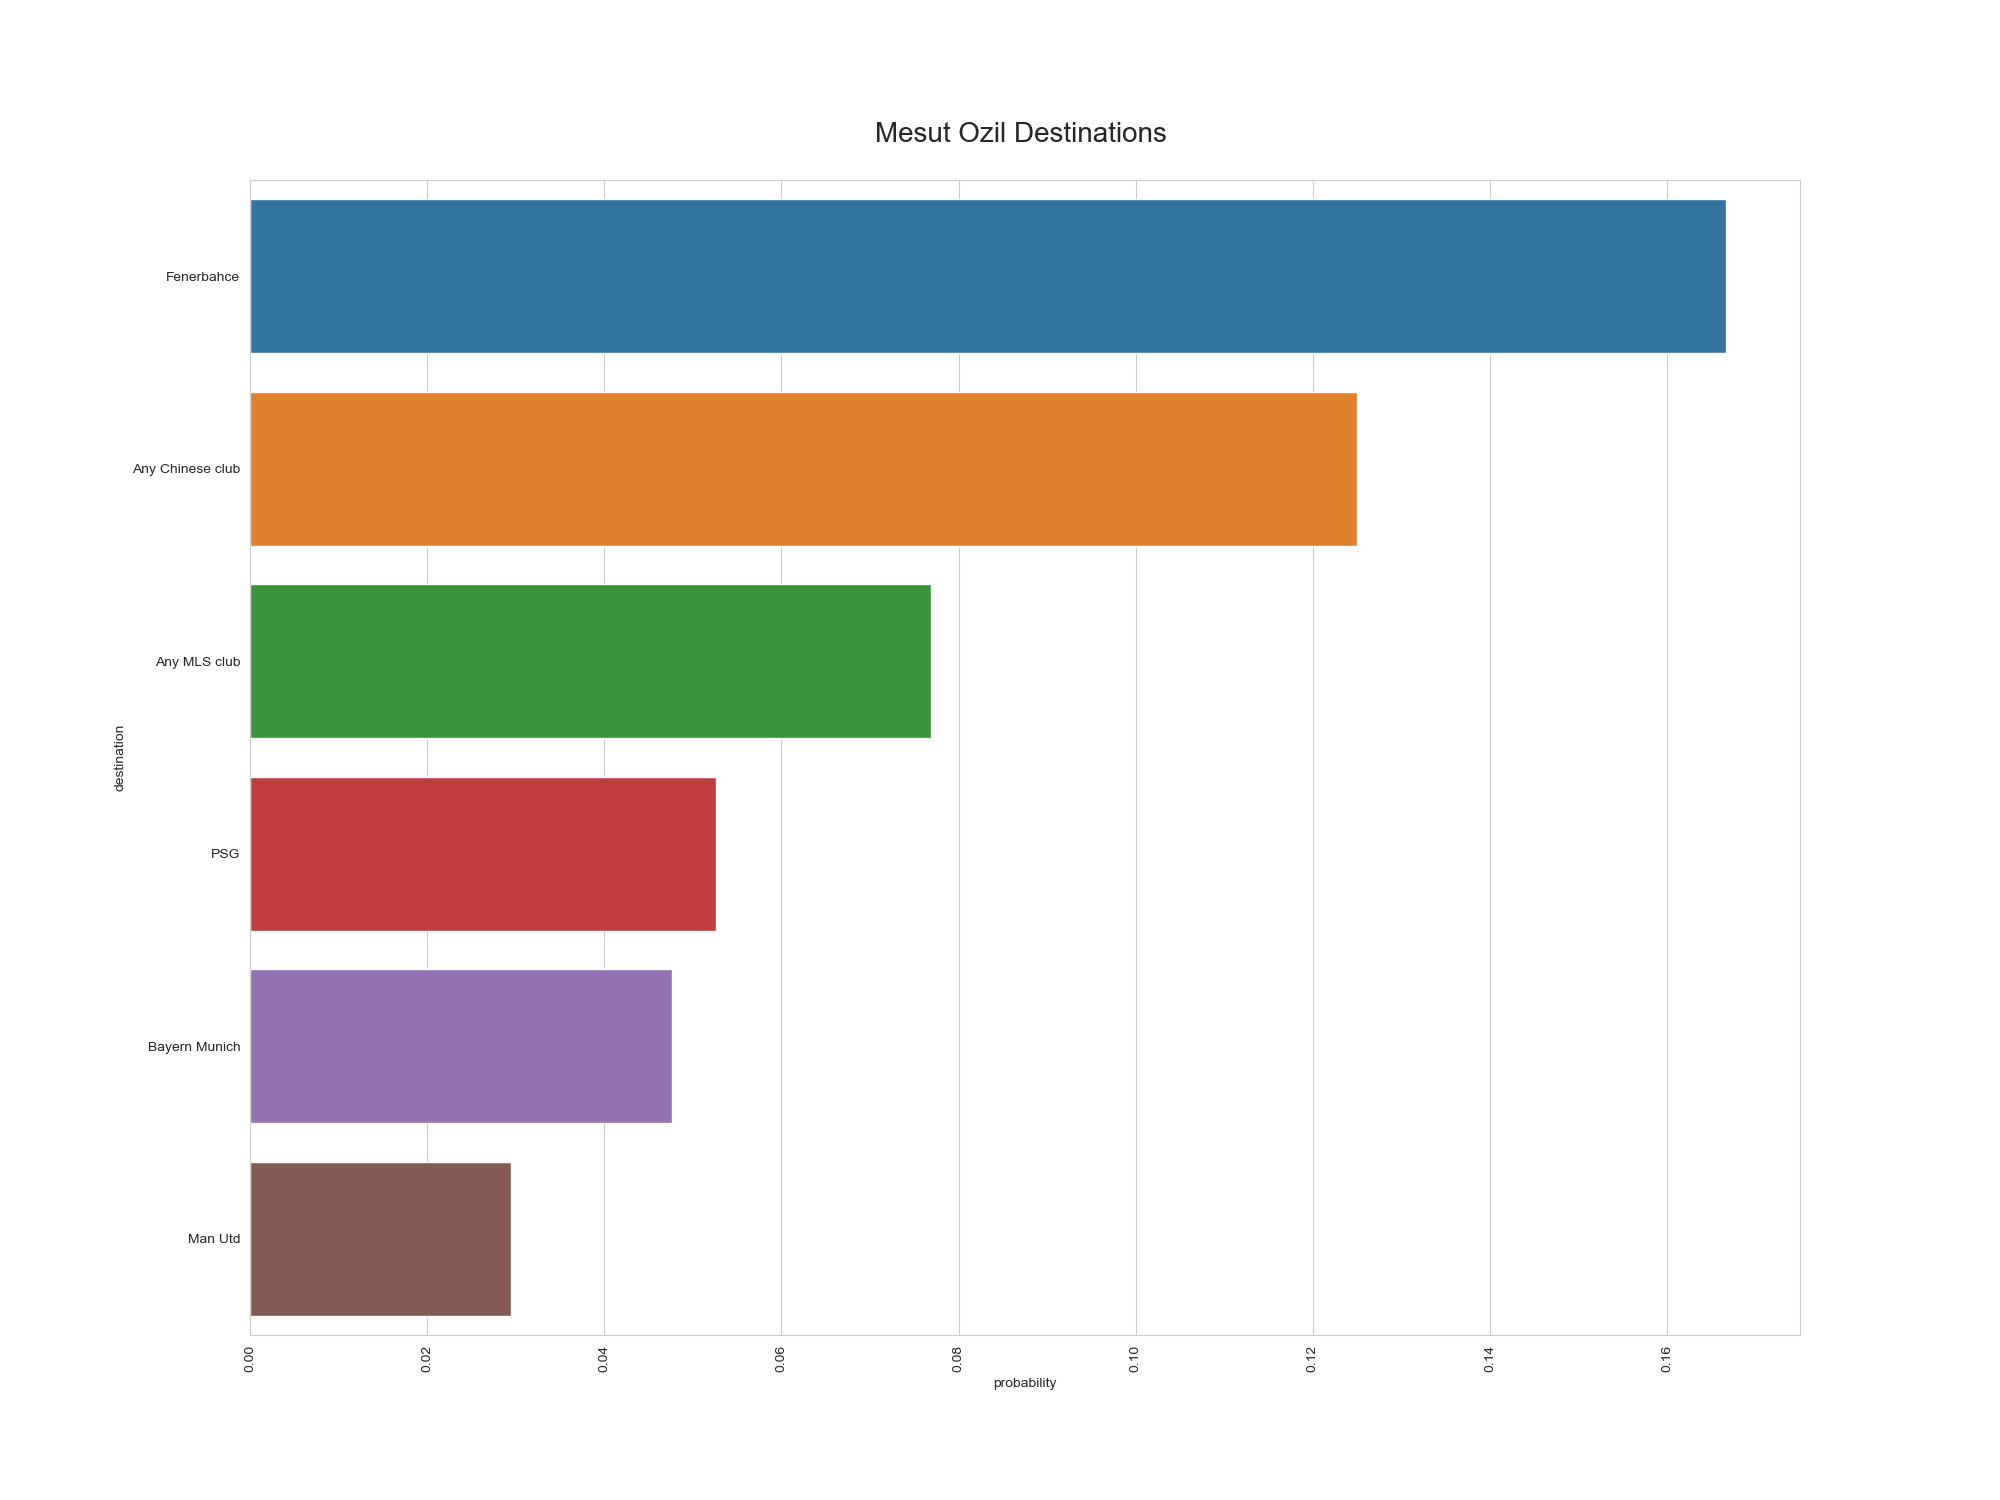 Mesut Ozil Destinations
destination
Fenerbahce
Any Chinese club
Any MLS club
PSG
Bayern Munich
Man Utd
0.00
0.02
0.04
0.06
0.08
0.10
0.12
0.14
0.16
probability